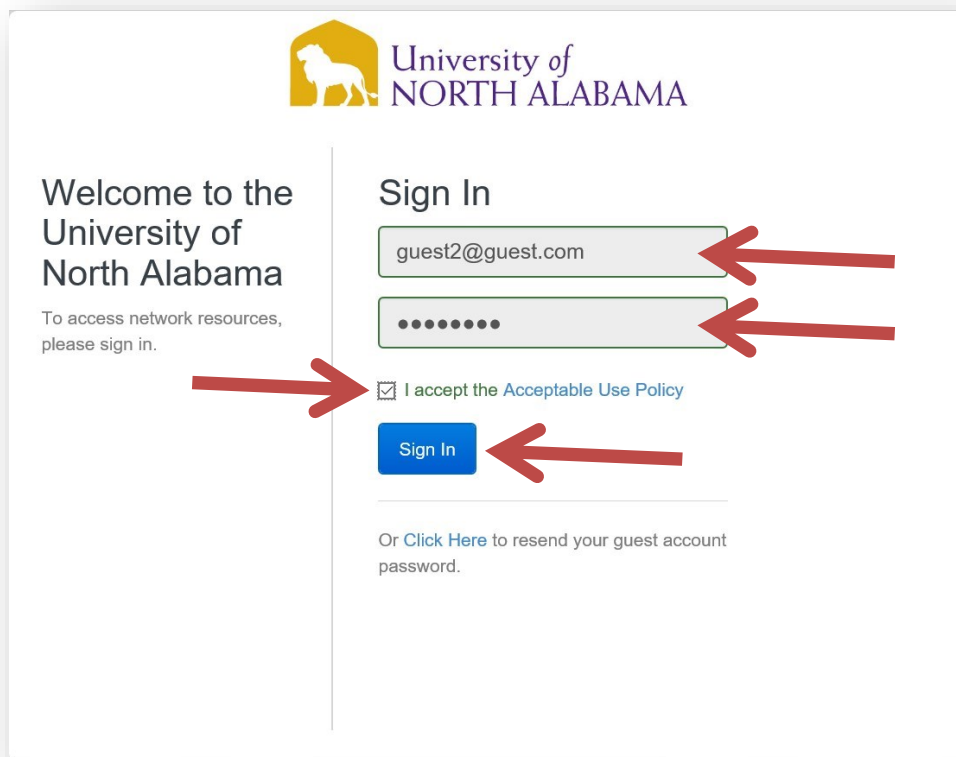 University of
NORTH ALABAMA
Welcome to the
University of
North Alabama
To access network resources,
please sign in.
Sign In
guest2@guest.com
••••••••
I accept the Acceptable Use Policy
Sign In
Or Click Here to resend your guest account
password.